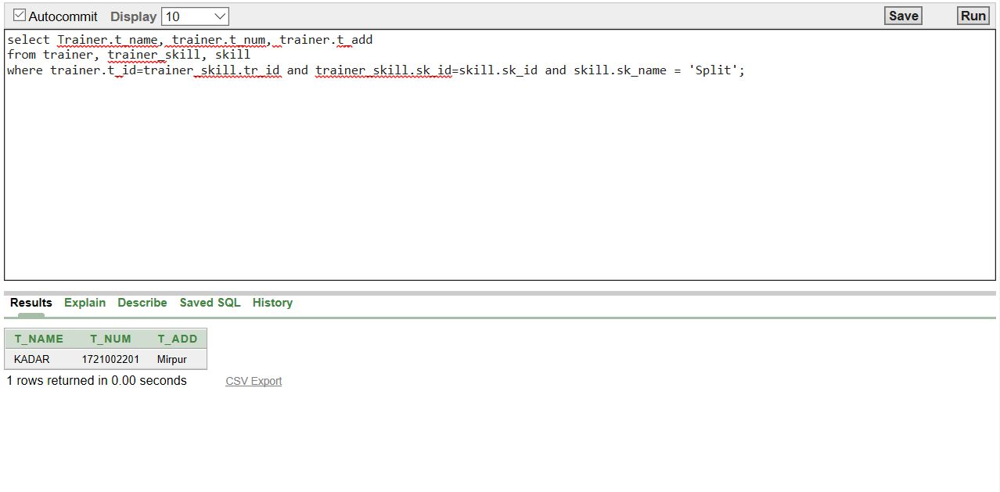 Autocommit Display 10 Save Run
select Trainer.t_name, trainer.t_num, trainer.t_add
from trainer, trainer_skill, skill
where trainer.t_id=trainer_skill.tr_id and trainer_skill.sk_id=skill.sk_id and skill.sk_name = 'Split';
Results Explain Describe Saved SQL History
T_NAME T_NUM T_ADD
KADAR 1721002201 Mirpur
1 rows returned in 0.00 seconds CSV Export